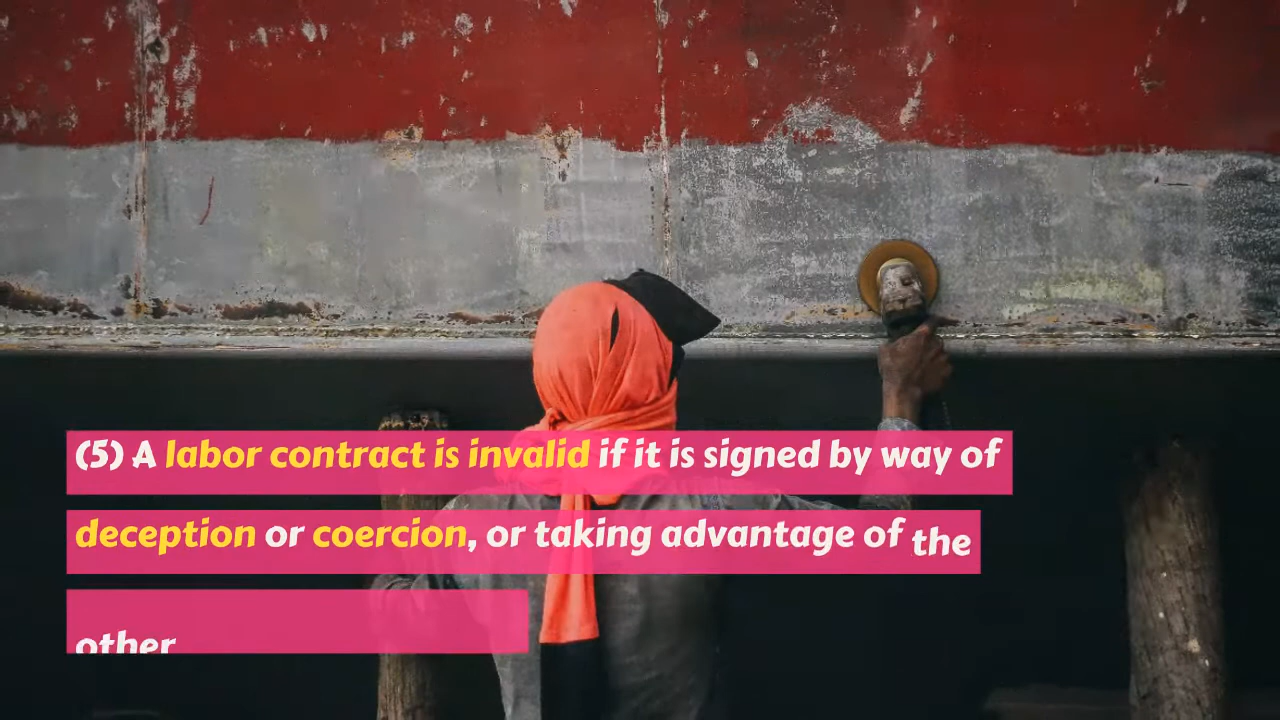 (5) A labor contract is invalid if it is signed by way of
deception or coercion, or taking advantage of the
other